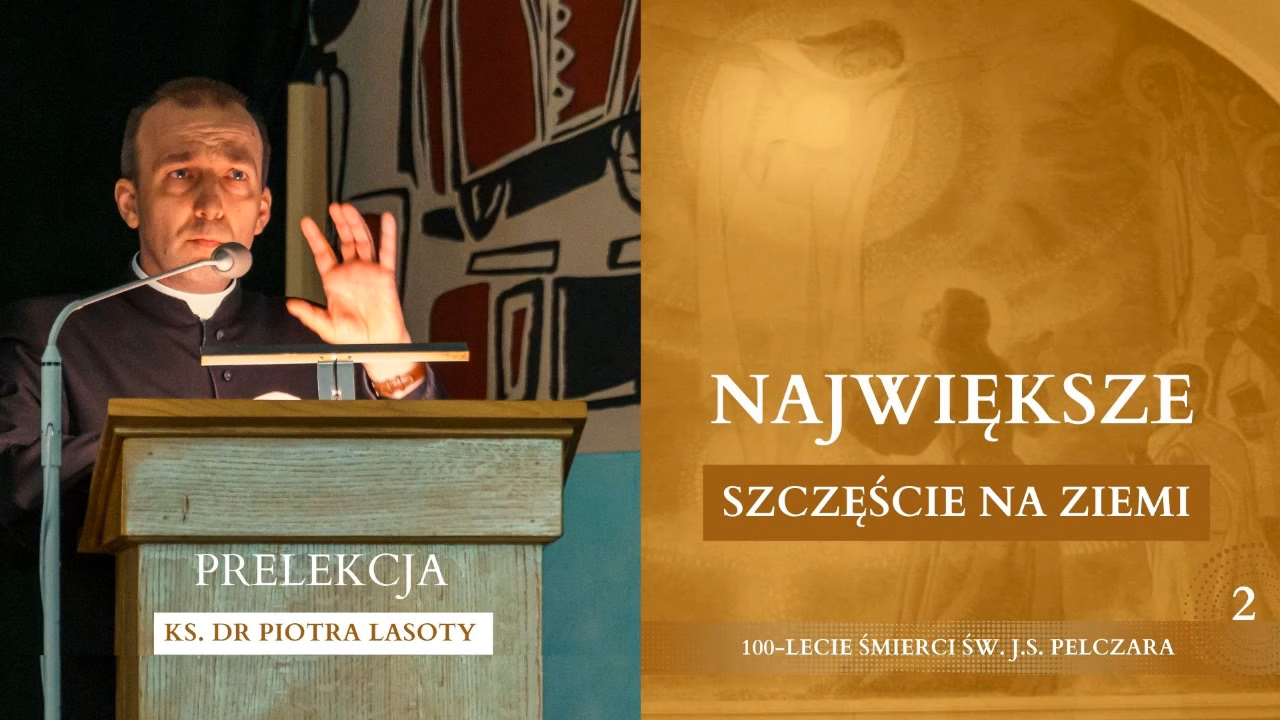 PRELEKCJA
KS. DR PIOTRA LASOTY
NAJWIĘKSZE
SZCZĘŚCIE NA ZIEMI
2
100-LECIE ŚMIERCI ŚW. J.S. PELCZARA